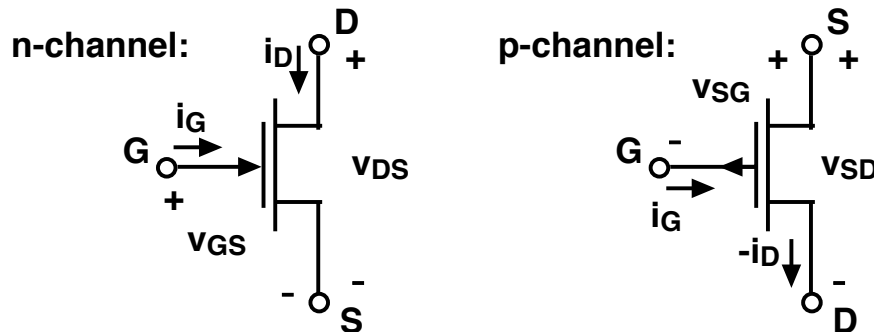 n-channel:
D
iD
+
iG
G
+
vDS
vGS
-
-
S
p-channel:
S
+
+
vSG
-
G
vSD
iG
-iD
-
D